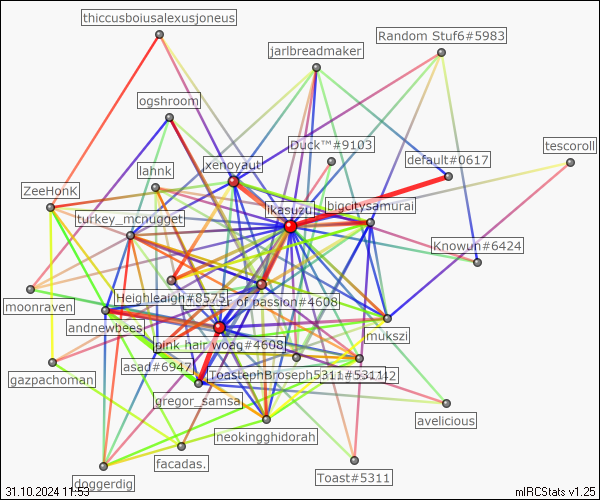 thiccusboiusalexusjoneus
Random Stuf6#5983
jarlbreadmaker
ogshroom
Duck™#9103
default#0617
tescoroll
lahnk
xenoyaut
ZeeHonK
turkey_mcnugget
ikasuzu
bigcitysamurai
Knowun#6424
moonraven
Heighleaigh#8575
of passion#4608
andnewbees
mukszi
pink hair woag#4608
gazpachoman
asad#6947
ToastephBroseph5311#5311
gregor_samsa
avelicious
neokingghidorah
facadas.
Toast#5311
doggerdig
31.10.2024 11:53
mIRCStats v1.25